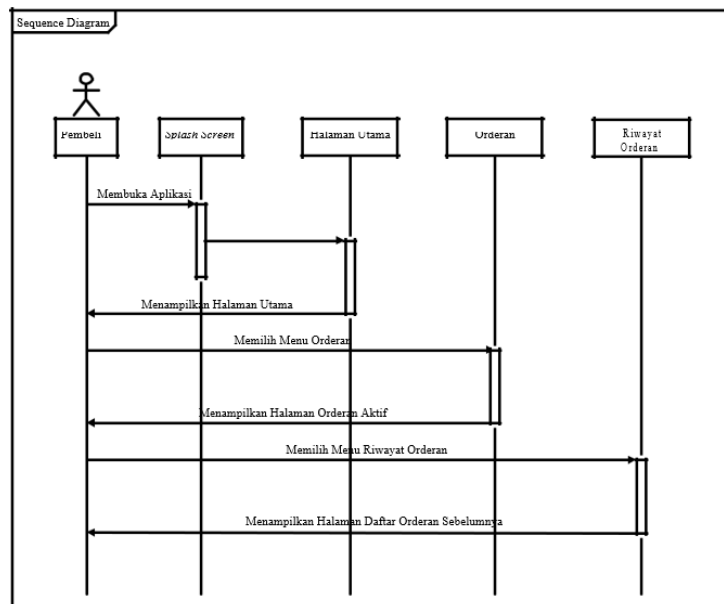 Sequence Diagram
Pembeli
Splash Screen
Halaman Utama
Orderan
Riwayat
Orderan
Membuka Aplikasi
Menampilkan Halaman Utama
Memilih Menu Orderan
Menampilkan Halaman Orderan Aktif
Memilih Menu Riwayat Orderan
Menampilkan Halaman Daftar Orderan Sebelumnya